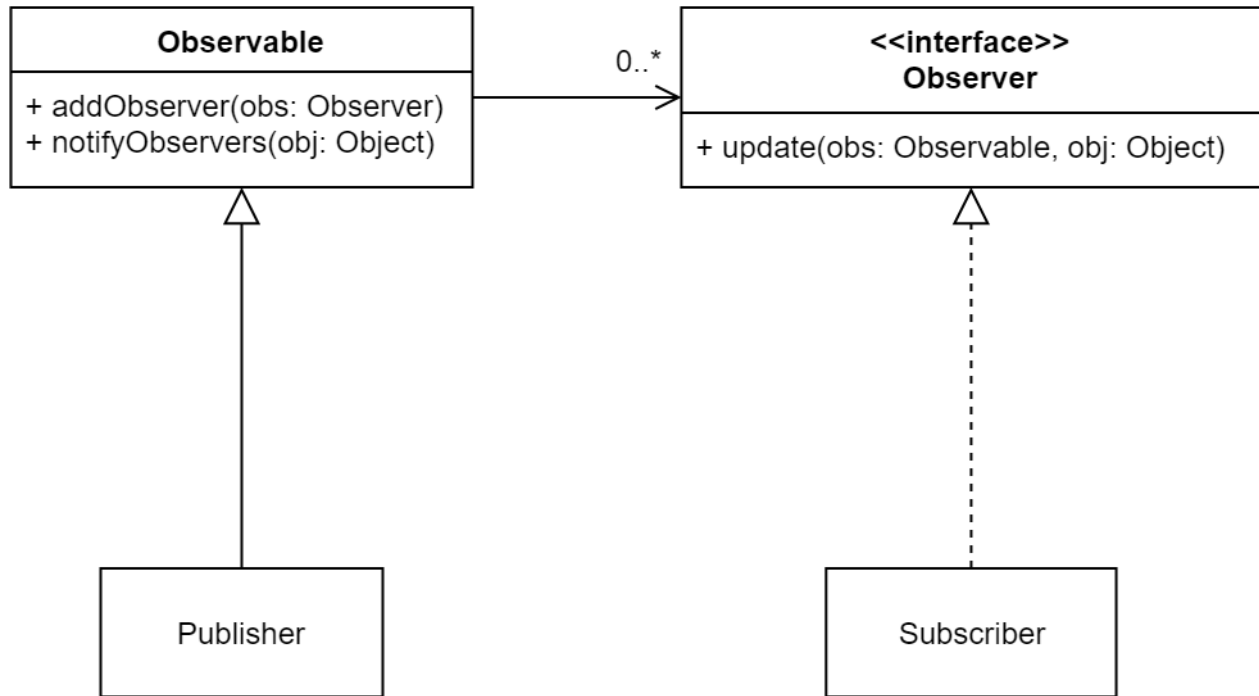 Observable
+ addObserver(obs: Observer)
+ notifyObservers(obj: Object)
0..*
<<interface>>
Observer
+ update(obs: Observable, obj: Object)
Publisher
Subscriber